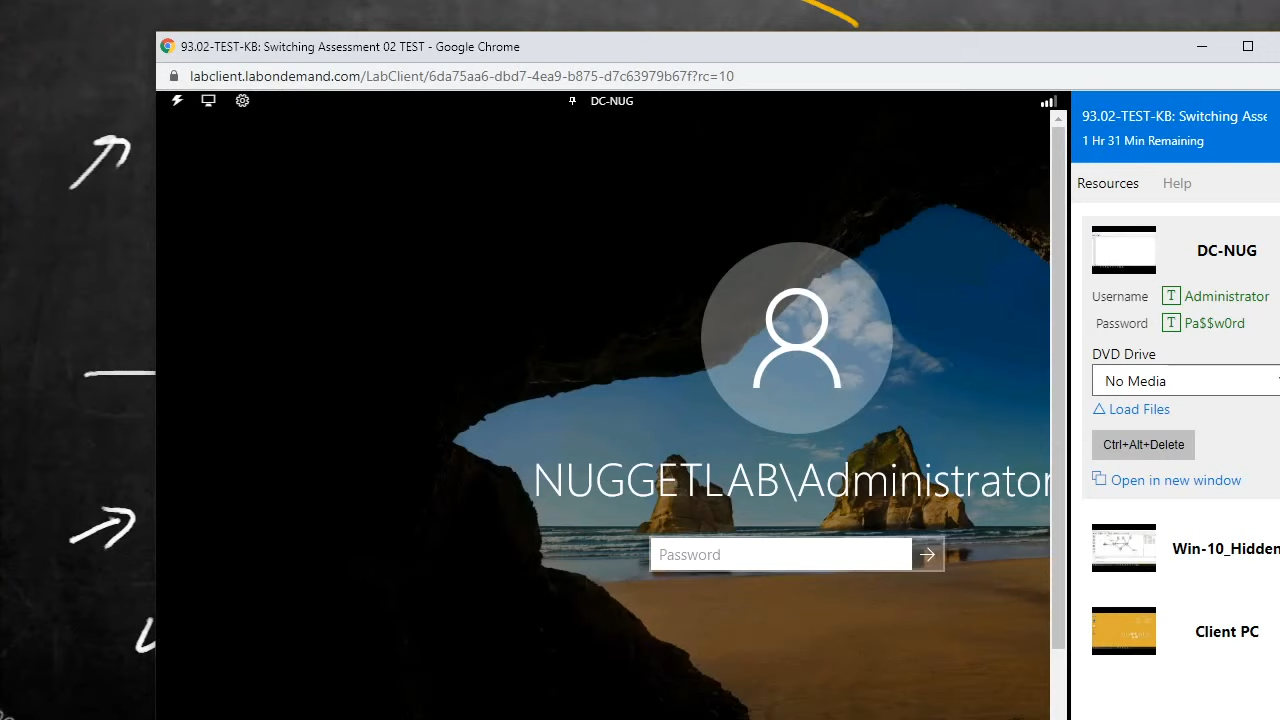 93.02-TEST-KB: Switching Assessment 02 TEST - Google Chrome
labclient.labondemand.com/LabClient/6da75aa6-dbd7-4ea9-b875-d7c63979b67f?rc=10
DC-NUG
93.02-TEST-KB: Switching Asse
1 Hr 31 Min Remaining
Resources Help
DC-NUG
Username T Administrator
Password T Pa$$w0rd
DVD Drive
No Media
Load Files
Ctrl+Alt+Delete
Open in new window
Win-10_Hidden
Client PC
NUGGETLAB\Administrator
Password